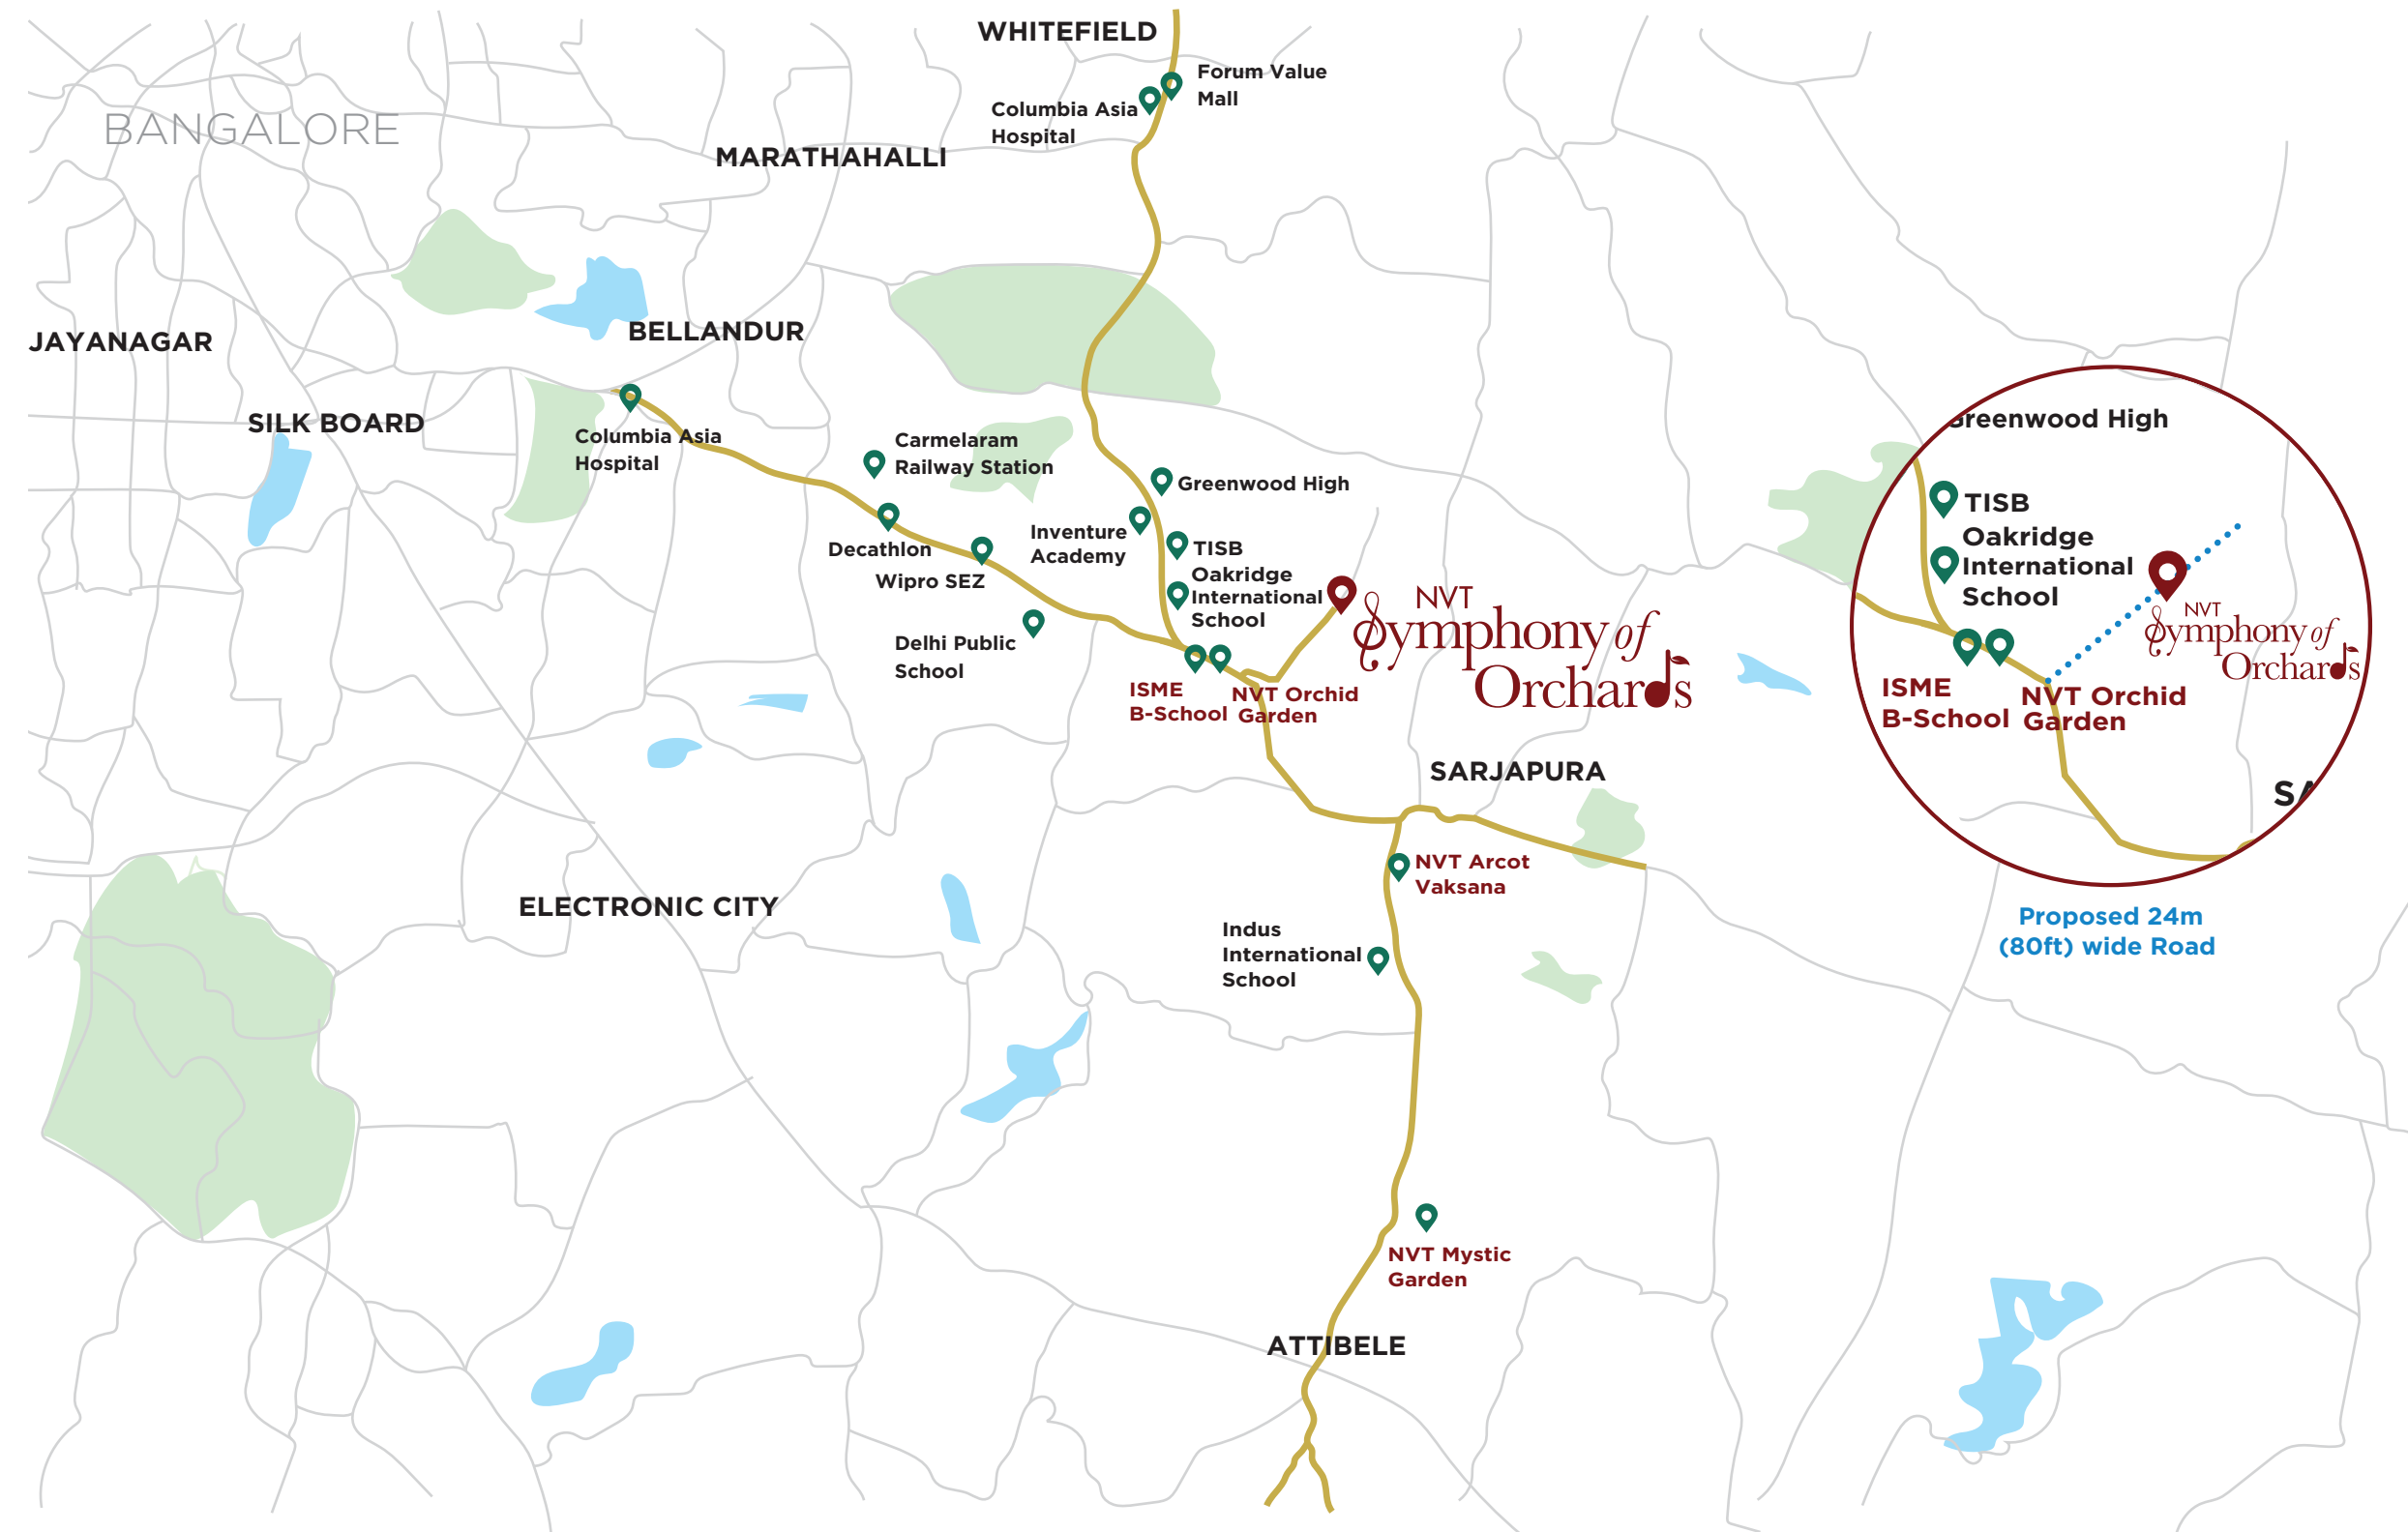 WHITEFIELD
Forum Value
Mall
Columbia Asia
Hospital
BANGALORE
MARATHAHALLI
JAYANAGAR
BELLANDUR
SILK BOARD
Columbia Asia
Hospital
Carmelaram
Railway Station
Greenwood High
Inventure
Academy
Decathlon
Wipro SEZ
TISB
Oakridge
International
School
Delhi Public
School
NVT
Symphony of
Orchards
ISME
B-School
NVT Orchid
Garden
SARJAPURA
NVT Arcot
Vaksana
ELECTRONIC CITY
Indus
International
School
NVT Mystic
Garden
ATTIBELE
Greenwood High
TISB
Oakridge
International
School
NVT
Symphony of
Orchards
ISME
B-School
NVT Orchid
Garden
SA
Proposed 24m
(80ft) wide Road